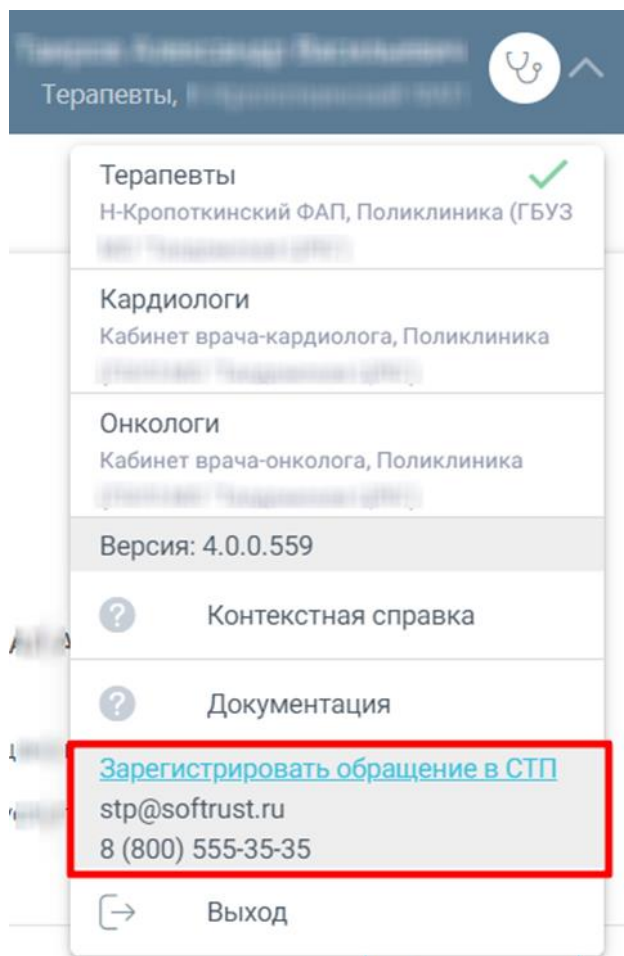 Терапевты,
Терапевты
Н-Кропоткинский ФАП, Поликлиника (ГБУЗ
Кардиологи
Кабинет врача-кардиолога, Поликлиника
Онкологи
Кабинет врача-онколога, Поликлиника
Версия: 4.0.0.559
Контекстная справка
Документация
Зарегистрировать обращение в СТП
stp@softrust.ru
8 (800) 555-35-35
Выход